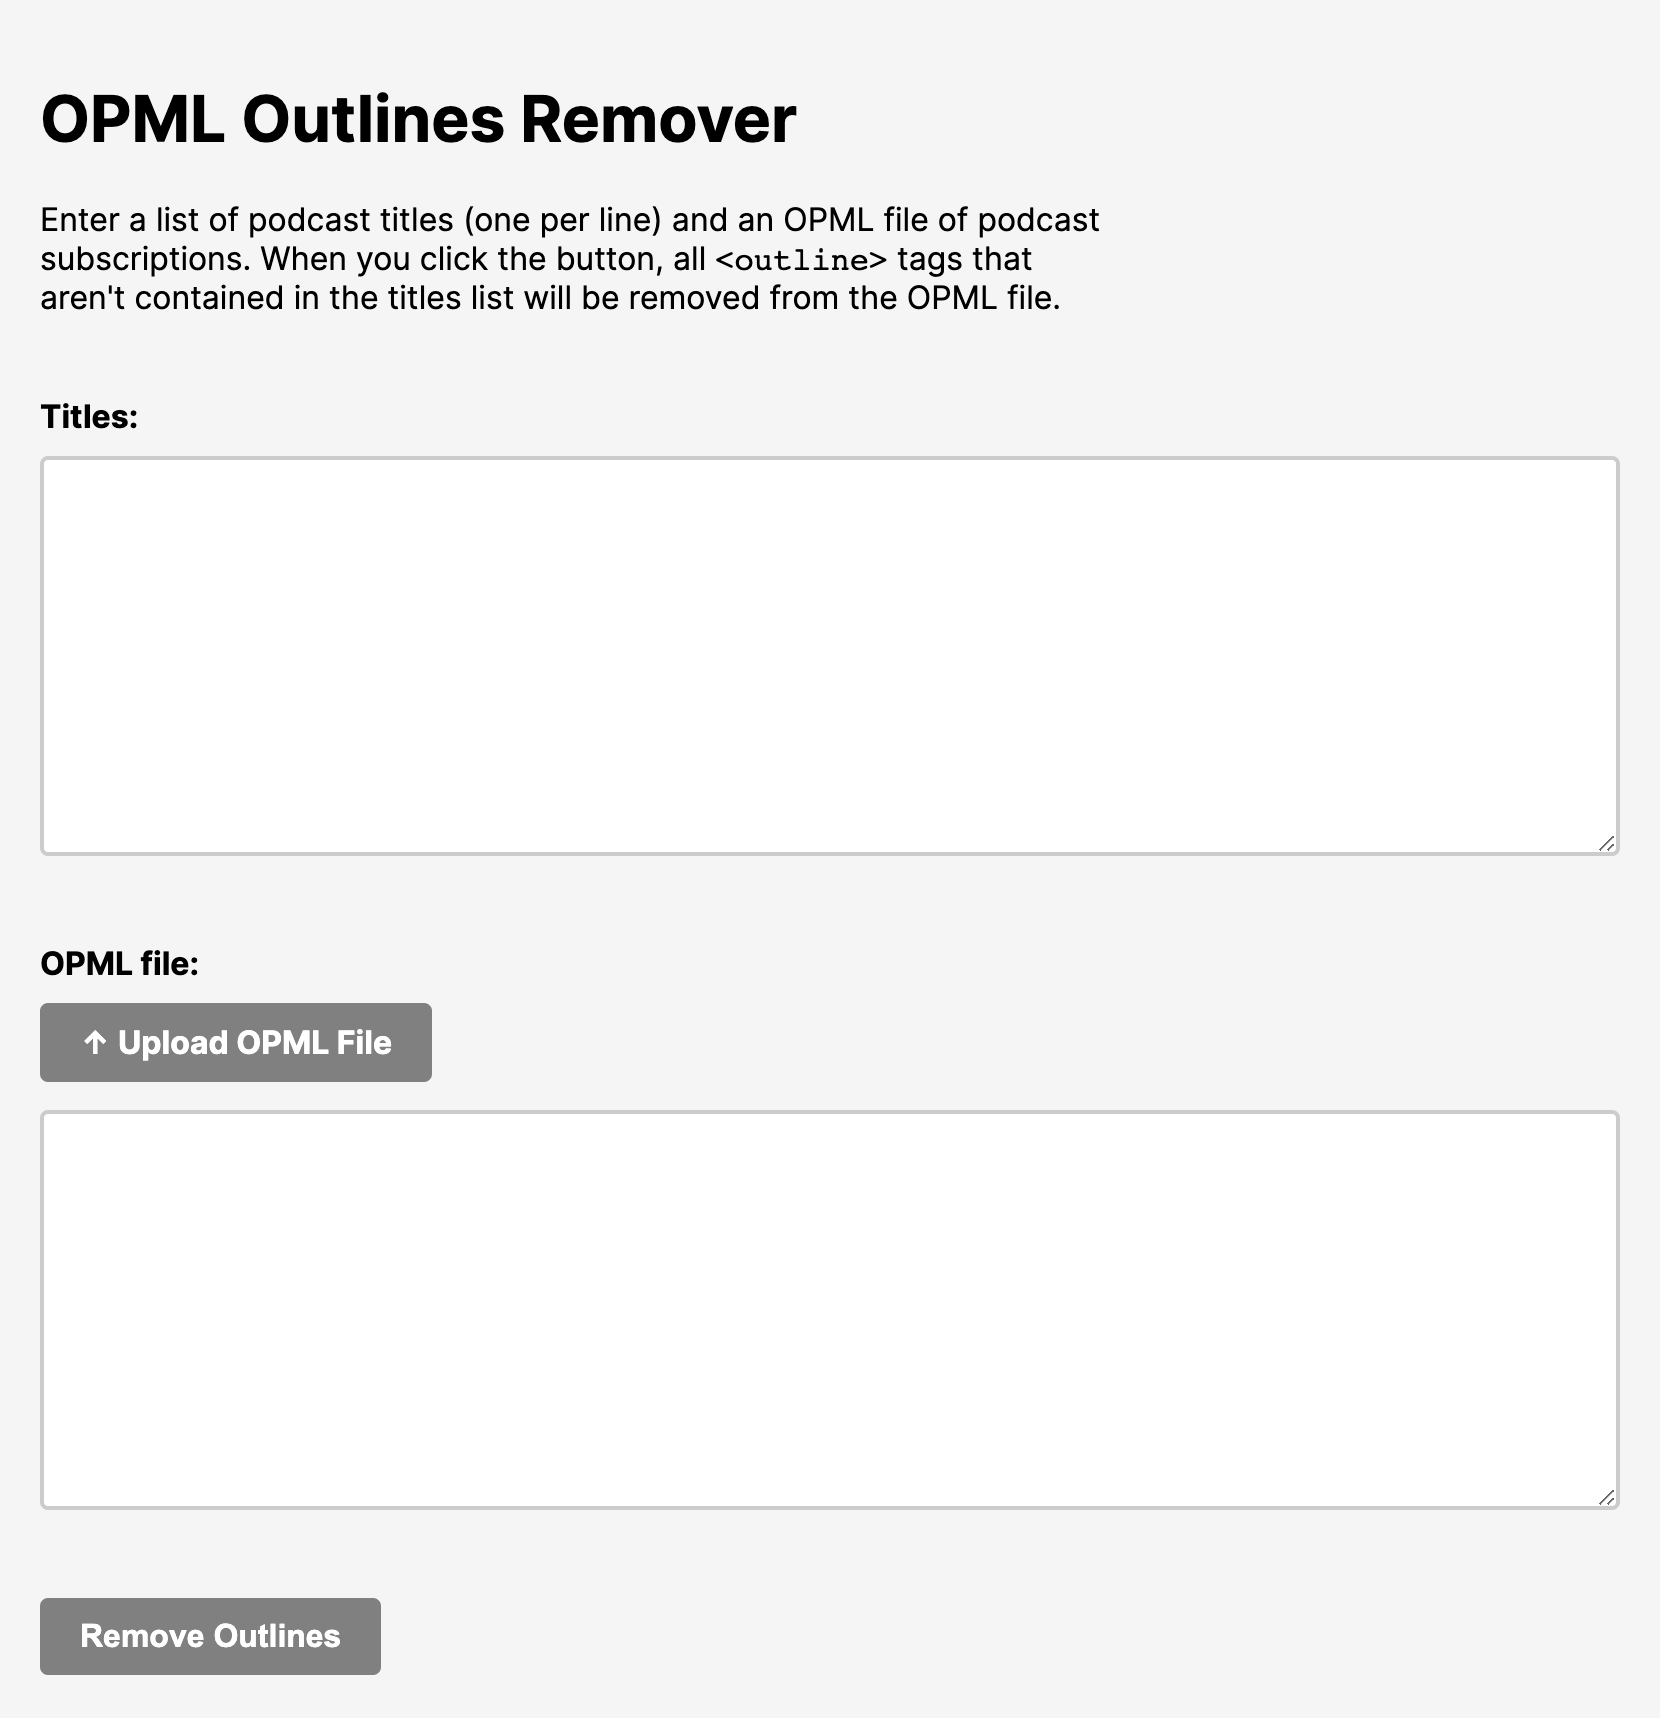 OPML Outlines Remover
Enter a list of podcast titles (one per line) and an OPML file of podcast
subscriptions. When you click the button, all <outline> tags that
aren't contained in the titles list will be removed from the OPML file.
Titles:
OPML file:
↑ Upload OPML File
Remove Outlines